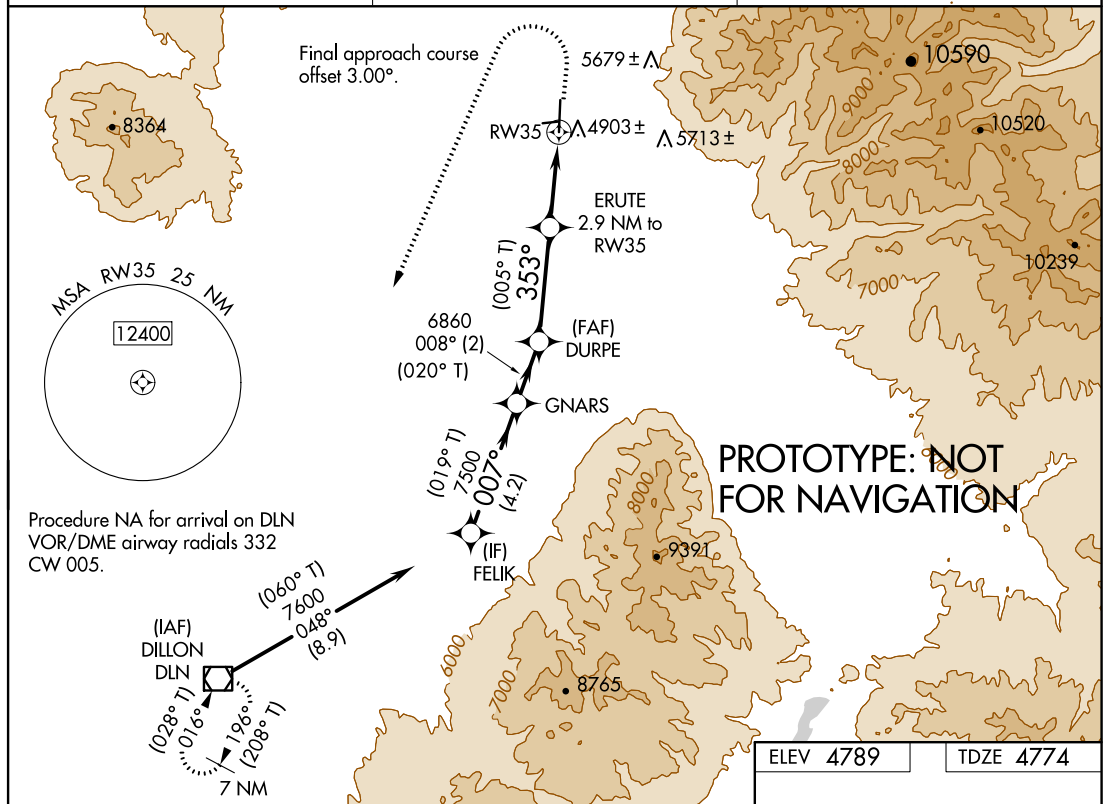 Final approach course
offset 3.00°.
5679 ±
10590
9000
8364
RW35
4903 ±
5713 ±
10520
8000
ERUTE
2.9 NM to
RW35
10239
7000
MSA RW35 25 NM
12400
(005° T)
353°
6860
008° (2)
(020° T)
(FAF)
DURPE
GNARS
(019° T)
7500
007°
(4.2)
PROTOTYPE: NOT
FOR NAVIGATION
8000
Procedure NA for arrival on DLN
VOR/DME airway radials 332
CW 005.
(IF)
FELIK
9391
(060° T)
7600
048°
(8.9)
(IAF)
DILLON
DLN
6000
7000
8765
(028° T)
016°
196°
(208° T)
7 NM
ELEV 4789
TDZE 4774